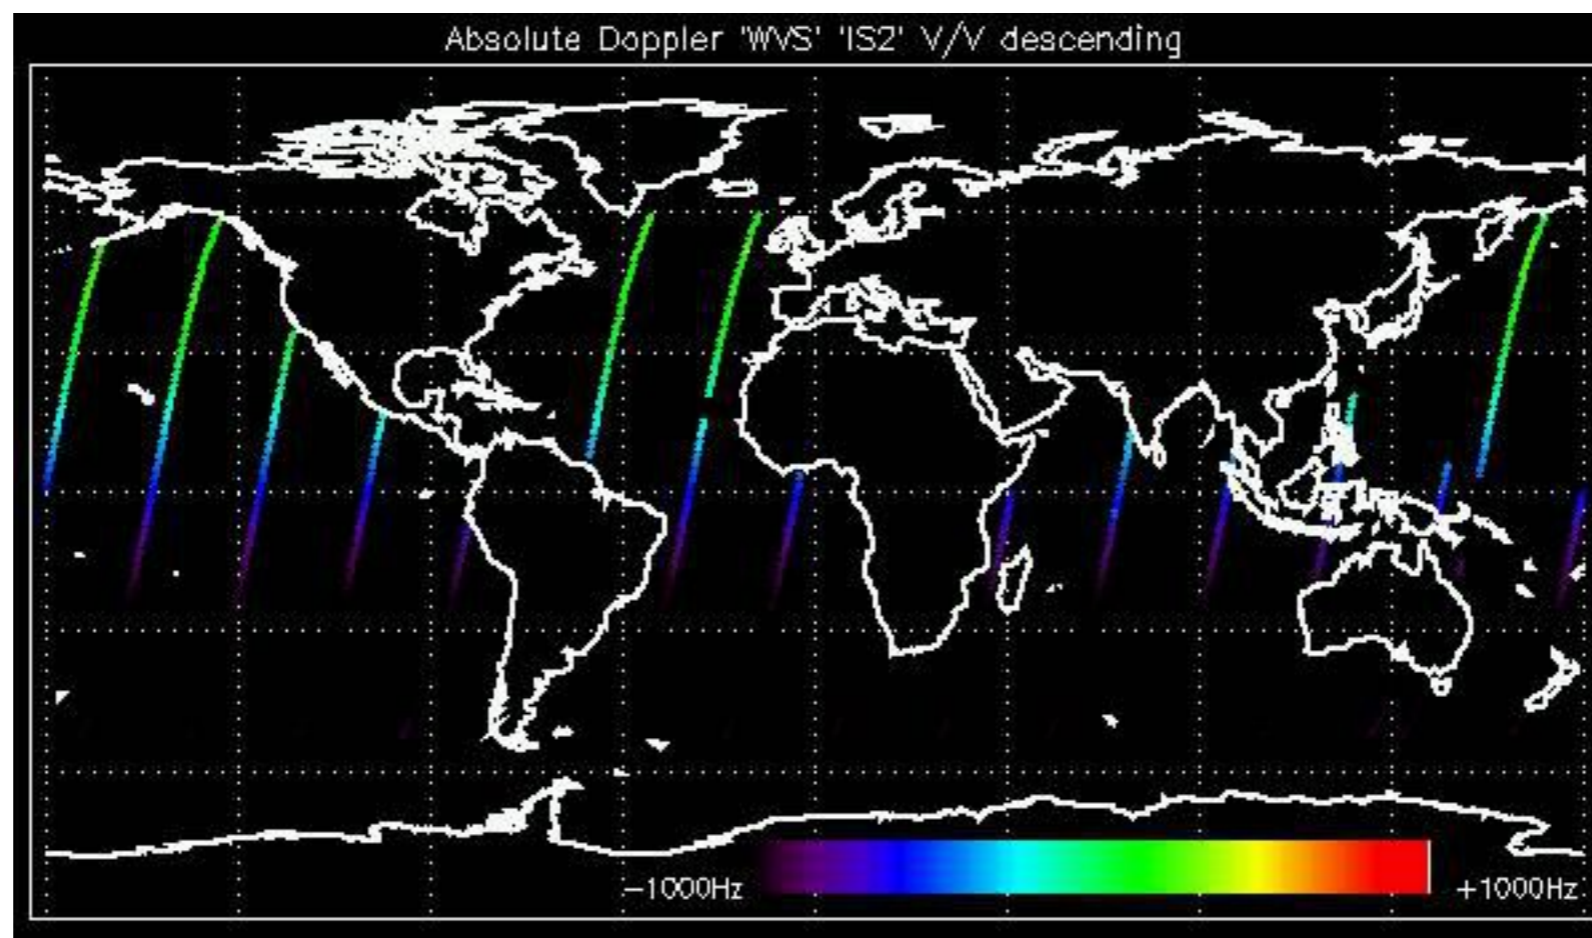 Absolute Doppler 'WVS' 'IS2' V/V descending
−1000Hz +1000Hz